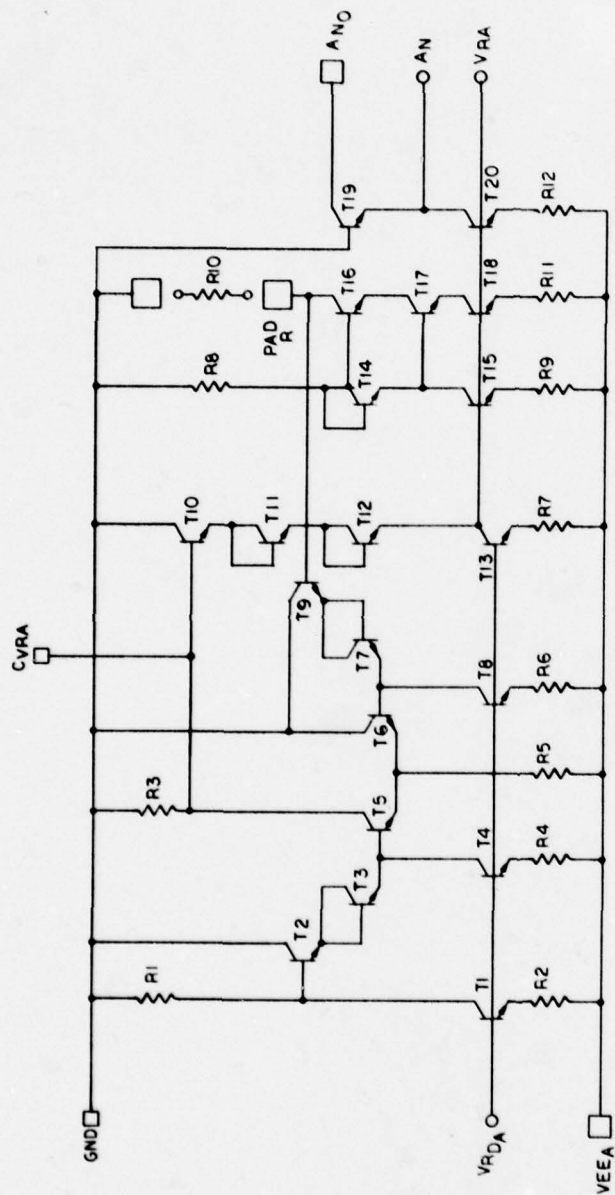 GND
CVRA
R1
R3
R8
R10
PAD
R
ANO
AN
VRA
T2
T3
T5
T6
T7
T9
T10
T11
T12
T14
T16
T17
T19
T1
T4
T8
T13
T15
T18
T20
R2
R4
R5
R6
R7
R9
R11
R12
VRDA
VEEA